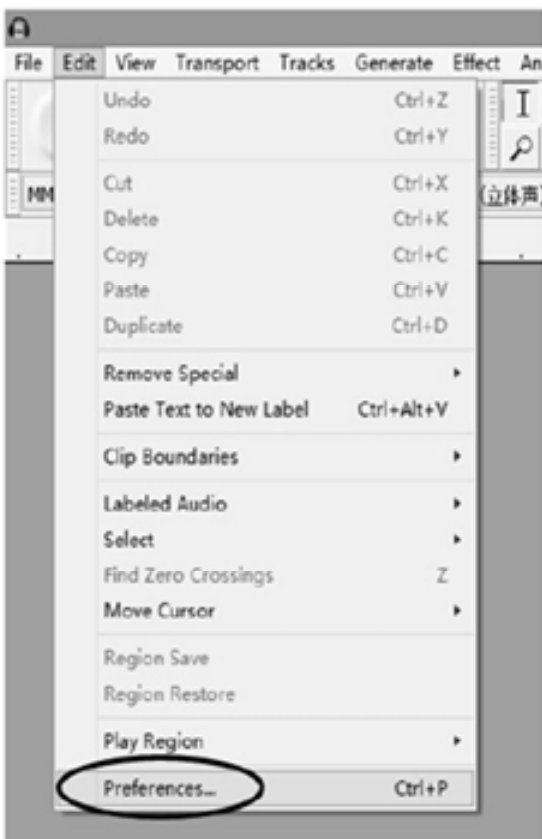 File Edit View Transport Tracks Generate Effect An
Undo Ctrl+Z
Redo Ctrl+Y
Cut Ctrl+X
MM (立体声)
Delete Ctrl+K
Copy Ctrl+C
Paste Ctrl+V
Duplicate Ctrl+D
Remove Special
Paste Text to New Label Ctrl+Alt+V
Clip Boundaries
Labeled Audio
Select
Find Zero Crossings Z
Move Cursor
Region Save
Region Restore
Play Region
Preferences... Ctrl+P